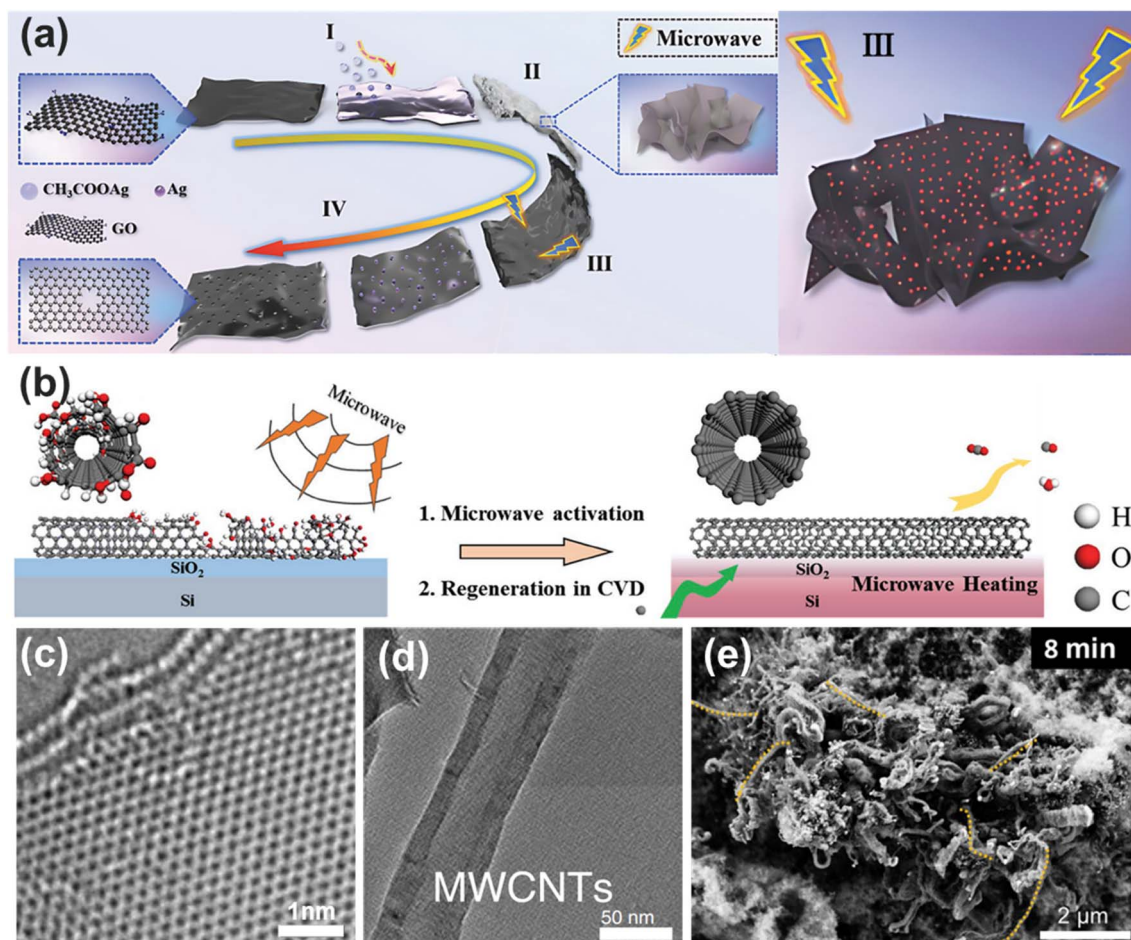 (a)
I
Microwave
II
III
CH₃COOAg
Ag
GO
IV
III
(b)
Microwave
1. Microwave activation
2. Regeneration in CVD
SiO₂
Si
SiO₂
Microwave Heating
Si
H
O
C
(c)
1nm
(d)
MWCNTs
50 nm
(e)
8 min
2 μm